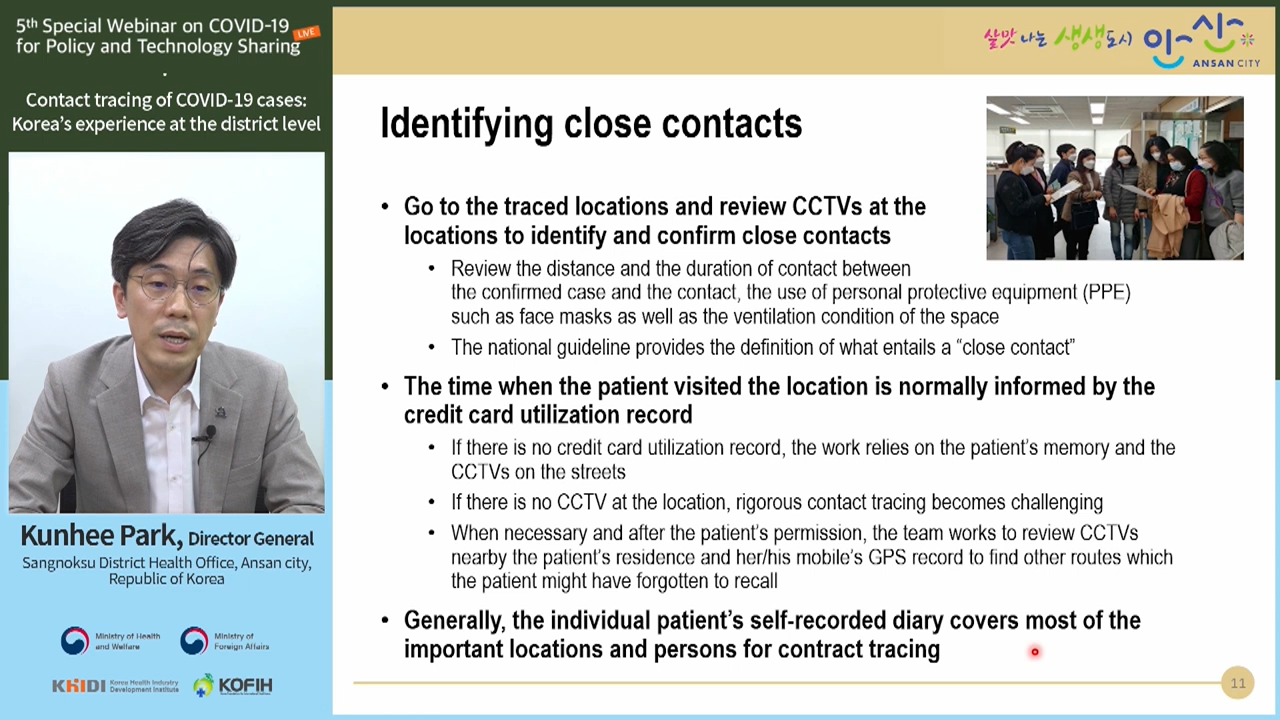 5th Special Webinar on COVID-19
for Policy and Technology Sharing
LIVE
Contact tracing of COVID-19 cases:
Korea's experience at the district level
Kunhee Park, Director General
Sangnoksu District Health Office, Ansan city,
Republic of Korea
Ministry of Health
and Welfare
Ministry of
Foreign Affairs
KHIDI
Korea Health Industry
Development Institute
KOFIH
살맛 나는 생생도시
안산
ANSAN CITY
Identifying close contacts
• Go to the traced locations and review CCTVs at the
locations to identify and confirm close contacts
• Review the distance and the duration of contact between
the confirmed case and the contact, the use of personal protective equipment (PPE)
such as face masks as well as the ventilation condition of the space
• The national guideline provides the definition of what entails a “close contact”
• The time when the patient visited the location is normally informed by the
credit card utilization record
• If there is no credit card utilization record, the work relies on the patient's memory and the
CCTVs on the streets
• If there is no CCTV at the location, rigorous contact tracing becomes challenging
• When necessary and after the patient's permission, the team works to review CCTVs
nearby the patient's residence and her/his mobile's GPS record to find other routes which
the patient might have forgotten to recall
• Generally, the individual patient's self-recorded diary covers most of the
important locations and persons for contract tracing
11